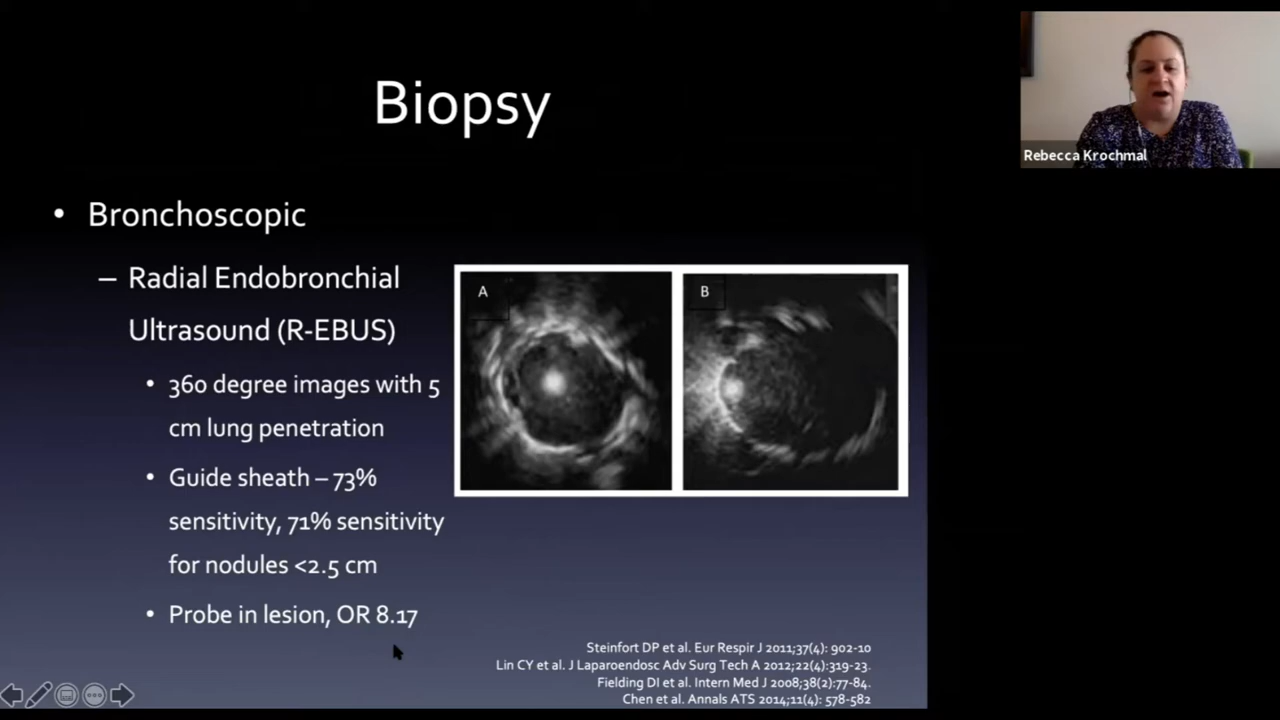 Biopsy
Rebecca Krochmal
• Bronchoscopic
– Radial Endobronchial
Ultrasound (R-EBUS)
• 360 degree images with 5
cm lung penetration
• Guide sheath – 73%
sensitivity, 71% sensitivity
for nodules <2.5 cm
• Probe in lesion, OR 8.17
A
B
Steinfort DP et al. Eur Respir J 2011;37(4): 902-10
Lin CY et al. J Laparoendosc Adv Surg Tech A 2012;22(4):319-23.
Fielding DI et al. Intern Med J 2008;38(2):77-84.
Chen et al. Annals ATS 2014;11(4): 578-582